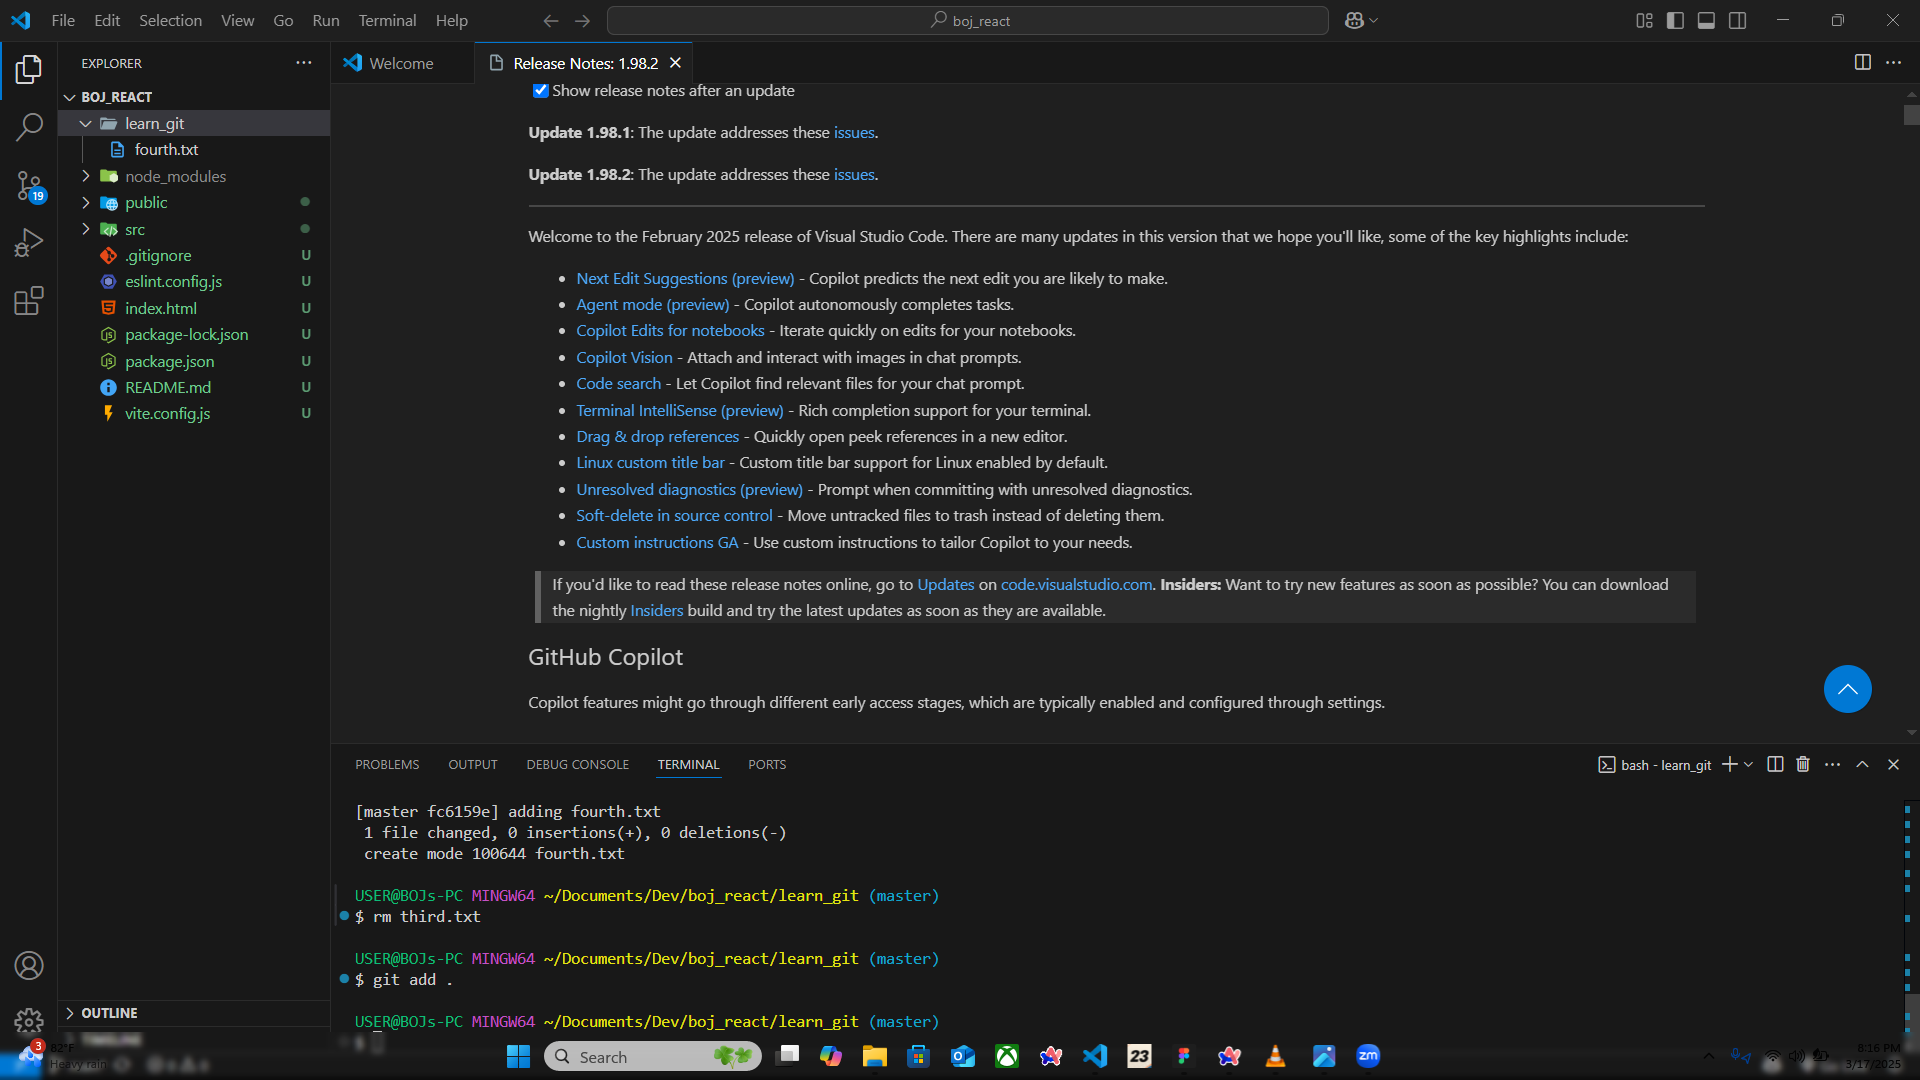 File Edit Selection View Go Run Terminal Help
boj_react
EXPLORER
BOJ_REACT
learn_git
fourth.txt
node_modules
public
src
.gitignore U
eslint.config.js U
index.html U
package-lock.json U
package.json U
README.md U
vite.config.js U
19
OUTLINE
TIMELINE
Welcome
Release Notes: 1.98.2
Show release notes after an update
Update 1.98.1: The update addresses these issues.
Update 1.98.2: The update addresses these issues.
Welcome to the February 2025 release of Visual Studio Code. There are many updates in this version that we hope you'll like, some of the key highlights include:
• Next Edit Suggestions (preview) - Copilot predicts the next edit you are likely to make.
• Agent mode (preview) - Copilot autonomously completes tasks.
• Copilot Edits for notebooks - Iterate quickly on edits for your notebooks.
• Copilot Vision - Attach and interact with images in chat prompts.
• Code search - Let Copilot find relevant files for your chat prompt.
• Terminal IntelliSense (preview) - Rich completion support for your terminal.
• Drag & drop references - Quickly open peek references in a new editor.
• Linux custom title bar - Custom title bar support for Linux enabled by default.
• Unresolved diagnostics (preview) - Prompt when committing with unresolved diagnostics.
• Soft-delete in source control - Move untracked files to trash instead of deleting them.
• Custom instructions GA - Use custom instructions to tailor Copilot to your needs.
If you'd like to read these release notes online, go to Updates on code.visualstudio.com. Insiders: Want to try new features as soon as possible? You can download
the nightly Insiders build and try the latest updates as soon as they are available.
GitHub Copilot
Copilot features might go through different early access stages, which are typically enabled and configured through settings.
PROBLEMS OUTPUT DEBUG CONSOLE TERMINAL PORTS
bash - learn_git
[master fc6159e] adding fourth.txt
1 file changed, 0 insertions(+), 0 deletions(-)
create mode 100644 fourth.txt
USER@BOJs-PC MINGW64 ~/Documents/Dev/boj_react/learn_git (master)
$ rm third.txt
USER@BOJs-PC MINGW64 ~/Documents/Dev/boj_react/learn_git (master)
$ git add .
USER@BOJs-PC MINGW64 ~/Documents/Dev/boj_react/learn_git (master)
$
3
82°F
Heavy rain
Search
23
zm
8:16 PM
3/17/2025